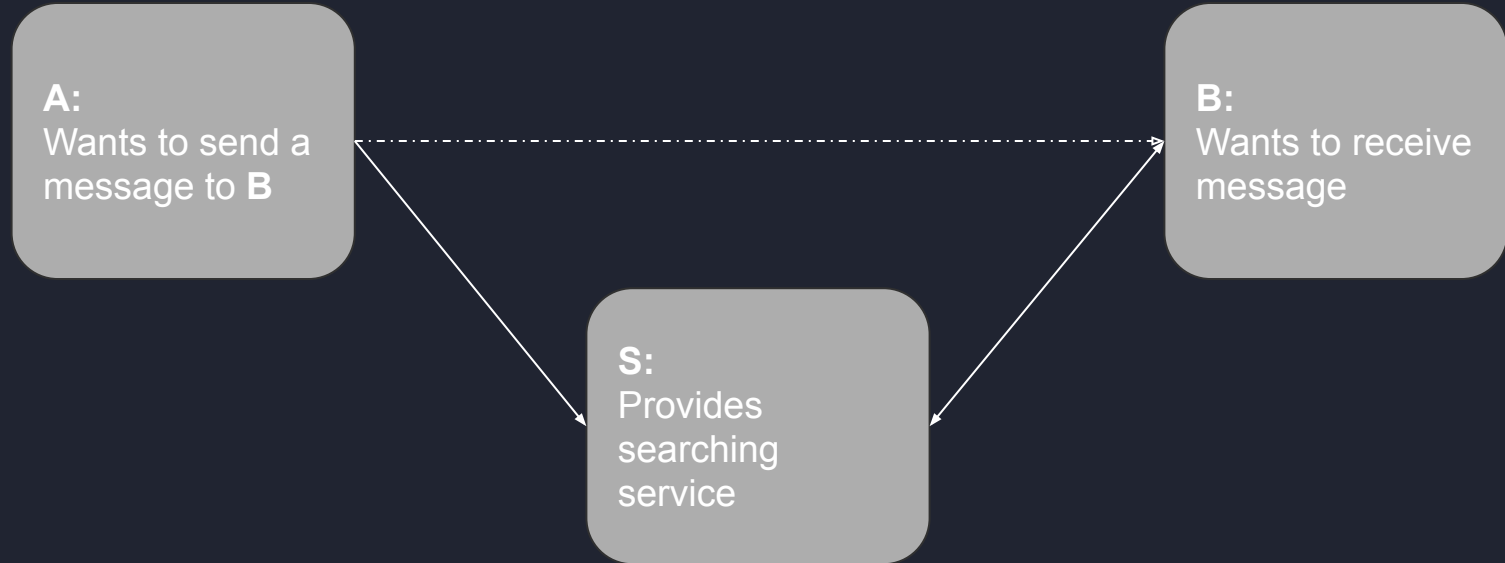 A:
Wants to send a
message to B
B:
Wants to receive
message
S:
Provides
searching
service